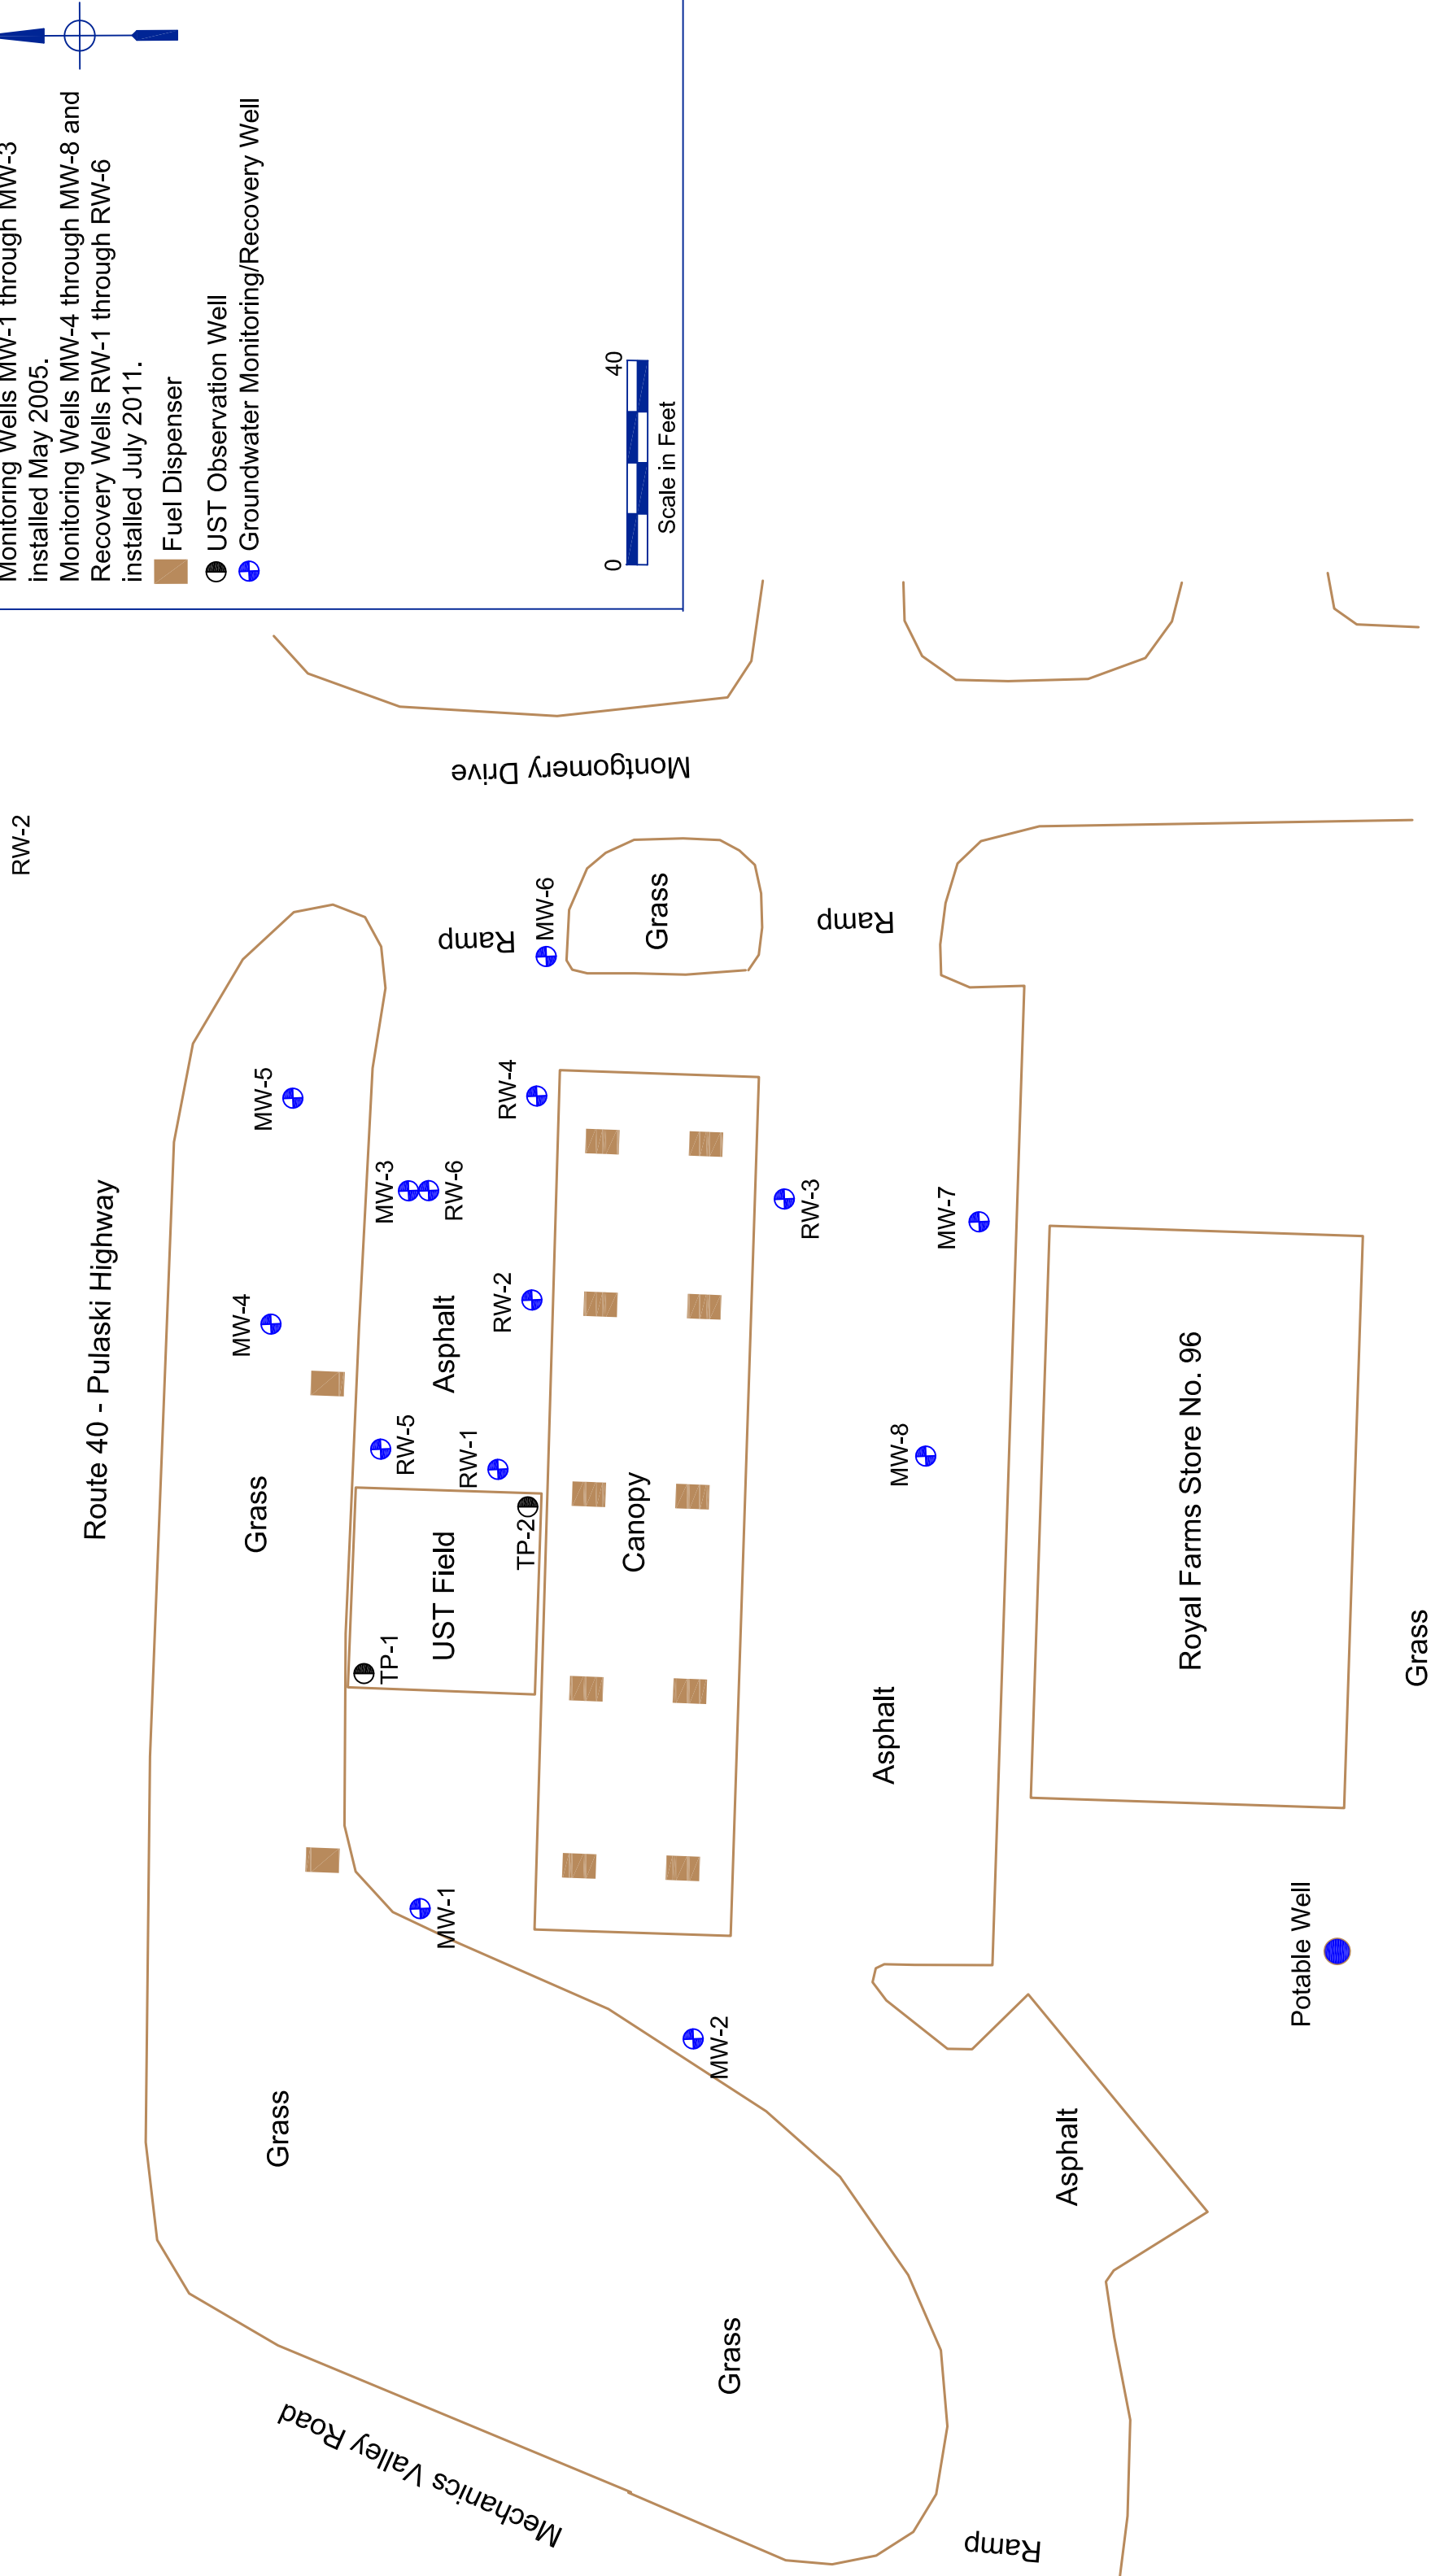 Monitoring Wells MW-1 through MW-3
installed May 2005.
Monitoring Wells MW-4 through MW-8 and
Recovery Wells RW-1 through RW-6
installed July 2011.
Fuel Dispenser
UST Observation Well
Groundwater Monitoring/Recovery Well
0
40
Scale in Feet
RW-2
Montgomery Drive
Route 40 - Pulaski Highway
Ramp
MW-6
Grass
Ramp
MW-5
RW-4
MW-3
RW-6
RW-3
MW-7
MW-4
RW-2
Asphalt
Grass
RW-5
RW-1
MW-8
TP-2
UST Field
TP-1
Canopy
Royal Farms Store No. 96
Asphalt
Grass
MW-1
MW-2
Potable Well
Grass
Asphalt
Grass
Mechanics Valley Road
Ramp